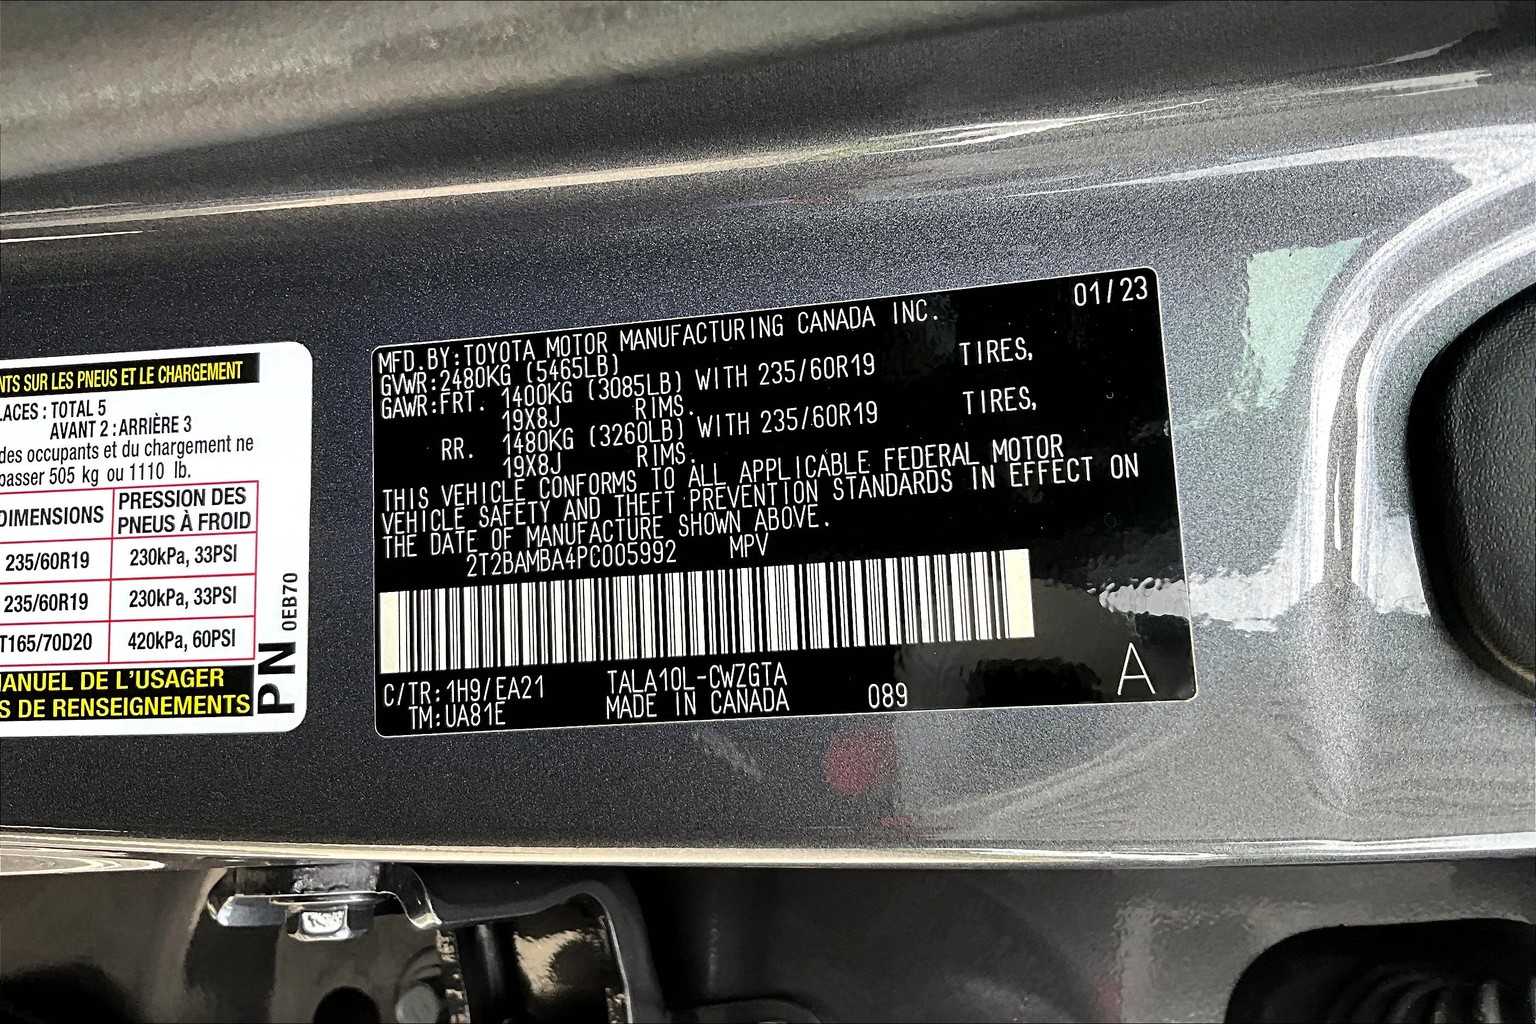 NTS SUR LES PNEUS ET LE CHARGEMENT
LACES : TOTAL 5
AVANT 2 : ARRIÈRE 3
des occupants et du chargement ne
passer 505 kg ou 1110 lb.
DIMENSIONS PRESSION DES PNEUS À FROID
235/60R19 230kPa, 33PSI
235/60R19 230kPa, 33PSI
T165/70D20 420kPa, 60PSI
MANUEL DE L'USAGER
S DE RENSEIGNEMENTS
PN 0EB70
01/23
MFD.BY:TOYOTA MOTOR MANUFACTURING CANADA INC.
GVWR:2480KG (5465LB)
GAWR:FRT. 1400KG (3085LB) WITH 235/60R19 TIRES,
19X8J RIMS.
RR. 1480KG (3260LB) WITH 235/60R19 TIRES,
19X8J RIMS.
THIS VEHICLE CONFORMS TO ALL APPLICABLE FEDERAL MOTOR
VEHICLE SAFETY AND THEFT PREVENTION STANDARDS IN EFFECT ON
THE DATE OF MANUFACTURE SHOWN ABOVE.
2T2BAMBA4PC005992 MPV
C/TR:1H9/EA21 TALA10L-CWZGTA
TM:UA81E MADE IN CANADA 089
A